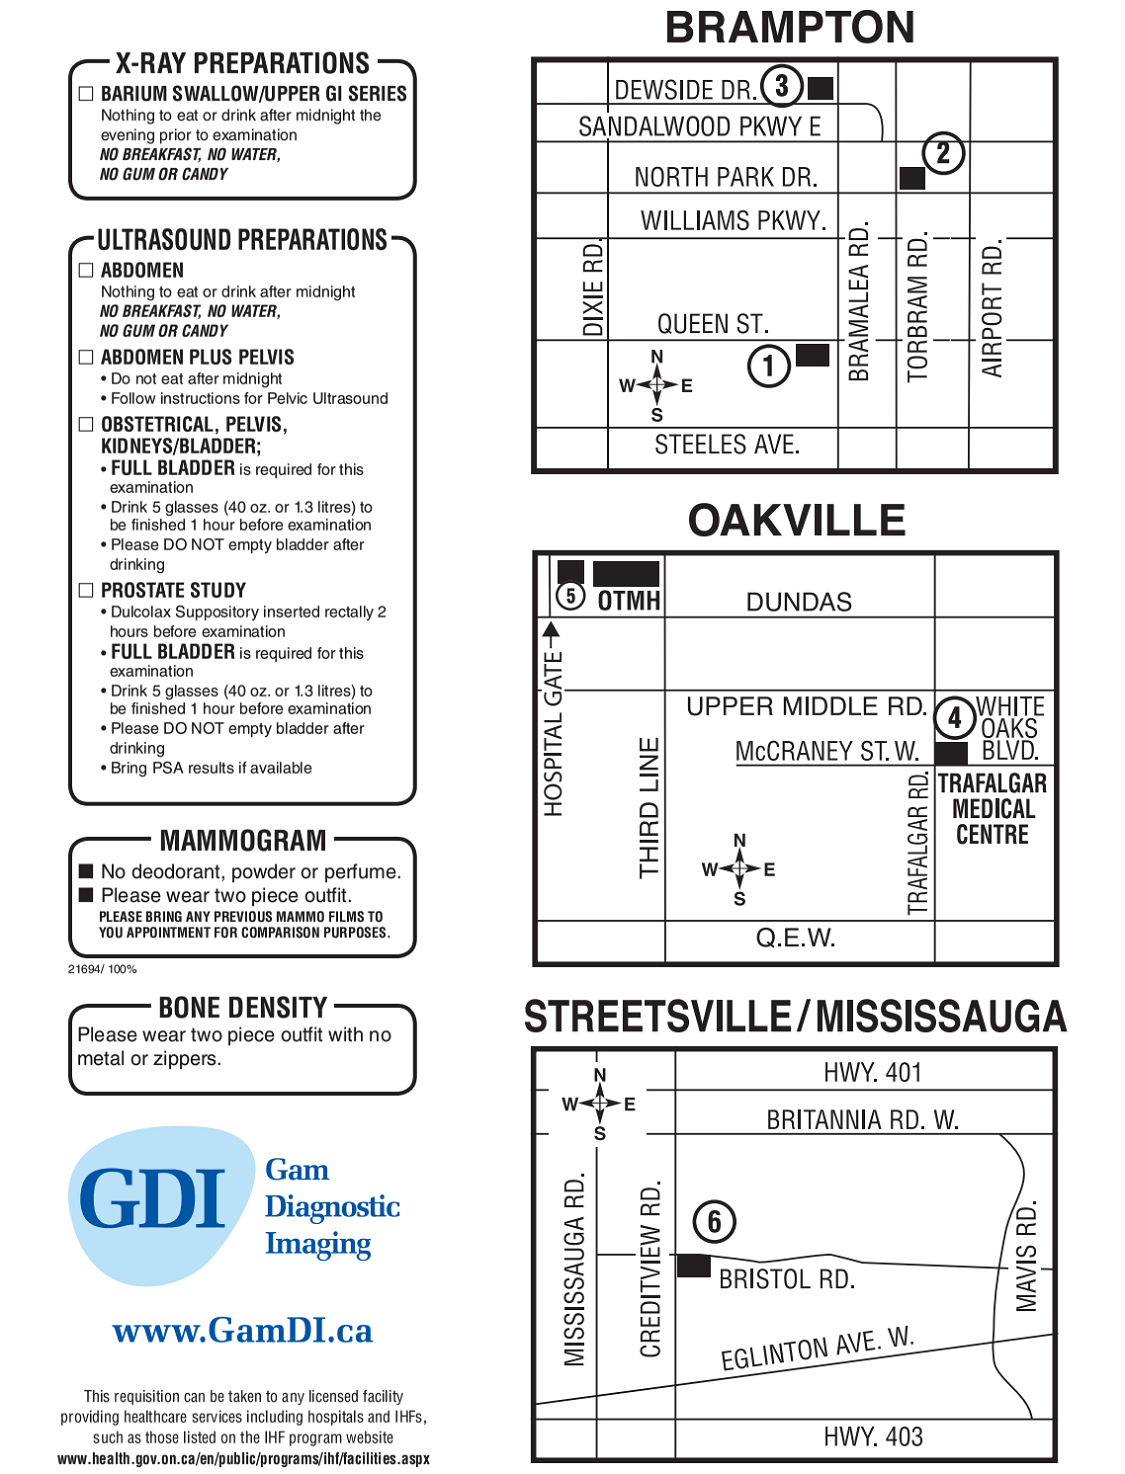 X-RAY PREPARATIONS
☐ BARIUM SWALLOW/UPPER GI SERIES
Nothing to eat or drink after midnight the
evening prior to examination
NO BREAKFAST, NO WATER,
NO GUM OR CANDY
ULTRASOUND PREPARATIONS
☐ ABDOMEN
Nothing to eat or drink after midnight
NO BREAKFAST, NO WATER,
NO GUM OR CANDY
☐ ABDOMEN PLUS PELVIS
• Do not eat after midnight
• Follow instructions for Pelvic Ultrasound
☐ OBSTETRICAL, PELVIS,
KIDNEYS/BLADDER;
• FULL BLADDER is required for this
examination
• Drink 5 glasses (40 oz. or 1.3 litres) to
be finished 1 hour before examination
• Please DO NOT empty bladder after
drinking
☐ PROSTATE STUDY
• Dulcolax Suppository inserted rectally 2
hours before examination
• FULL BLADDER is required for this
examination
• Drink 5 glasses (40 oz. or 1.3 litres) to
be finished 1 hour before examination
• Please DO NOT empty bladder after
drinking
• Bring PSA results if available
MAMMOGRAM
■ No deodorant, powder or perfume.
■ Please wear two piece outfit.
PLEASE BRING ANY PREVIOUS MAMMO FILMS TO
YOU APPOINTMENT FOR COMPARISON PURPOSES.
21694/ 100%
BONE DENSITY
Please wear two piece outfit with no
metal or zippers.
GDI
Gam
Diagnostic
Imaging
www.GamDI.ca
This requisition can be taken to any licensed facility
providing healthcare services including hospitals and IHFs,
such as those listed on the IHF program website
www.health.gov.on.ca/en/public/programs/ihf/facilities.aspx
BRAMPTON
DEWSIDE DR. 3
SANDALWOOD PKWY E
2
NORTH PARK DR.
WILLIAMS PKWY.
DIXIE RD.
BRAMALEA RD.
TORBRAM RD.
AIRPORT RD.
QUEEN ST.
1
N
W E
S
STEELES AVE.
OAKVILLE
5 OTMH
DUNDAS
HOSPITAL GATE
UPPER MIDDLE RD.
4 WHITE
OAKS
BLVD.
McCRANEY ST. W.
THIRD LINE
TRAFALGAR RD.
TRAFALGAR
MEDICAL
CENTRE
N
W E
S
Q.E.W.
STREETSVILLE/MISSISSAUGA
HWY. 401
N
W E
S
BRITANNIA RD. W.
MISSISSAUGA RD.
CREDITVIEW RD.
6
MAVIS RD.
BRISTOL RD.
EGLINTON AVE. W.
HWY. 403